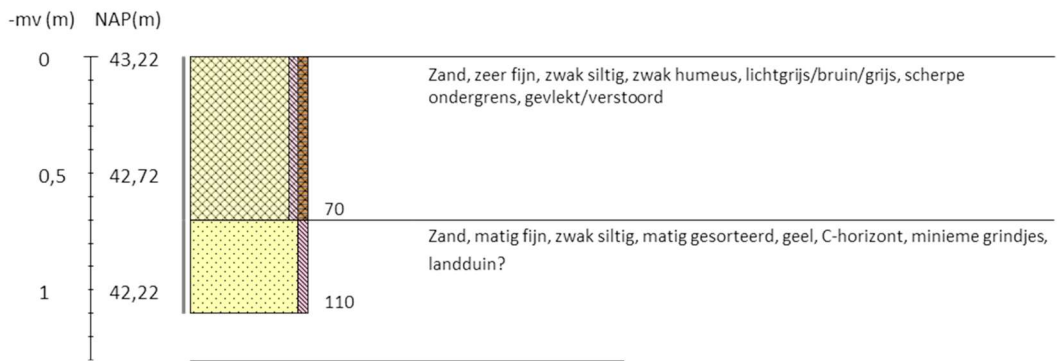 -mv (m) NAP(m)
0 43,22
Zand, zeer fijn, zwak siltig, zwak humeus, lichtgrijs/bruin/grijs, scherpe
ondergrens, gevlekt/verstoord
0,5 42,72
70
Zand, matig fijn, zwak siltig, matig gesorteerd, geel, C-horizont, minieme grindjes,
landduin?
1 42,22
110